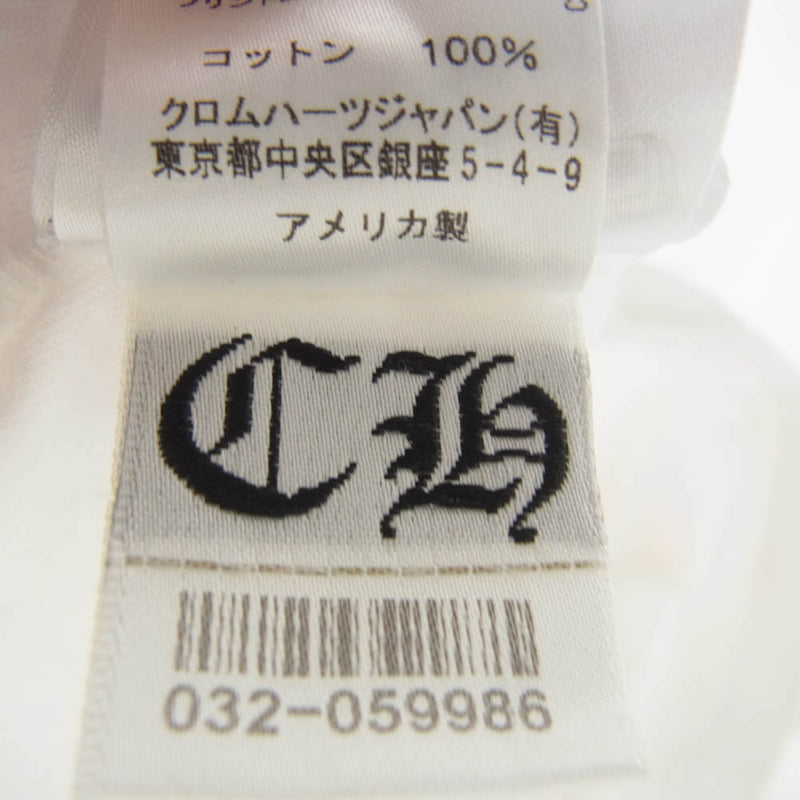 コットン 100%
クロムハーツジャパン(有)
東京都中央区銀座5-4-9
アメリカ製
CH
032-059986